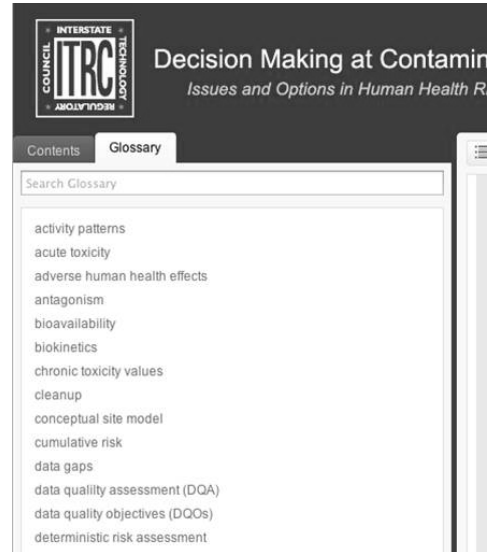 INTERSTATE
COUNCIL
ITRC
TECHNOLOGY
REGULATORY
Decision Making at Contamin
Issues and Options in Human Health R
Contents
Glossary
Search Glossary
activity patterns
acute toxicity
adverse human health effects
antagonism
bioavailability
biokinetics
chronic toxicity values
cleanup
conceptual site model
cumulative risk
data gaps
data qualilty assessment (DQA)
data quality objectives (DQOs)
deterministic risk assessment